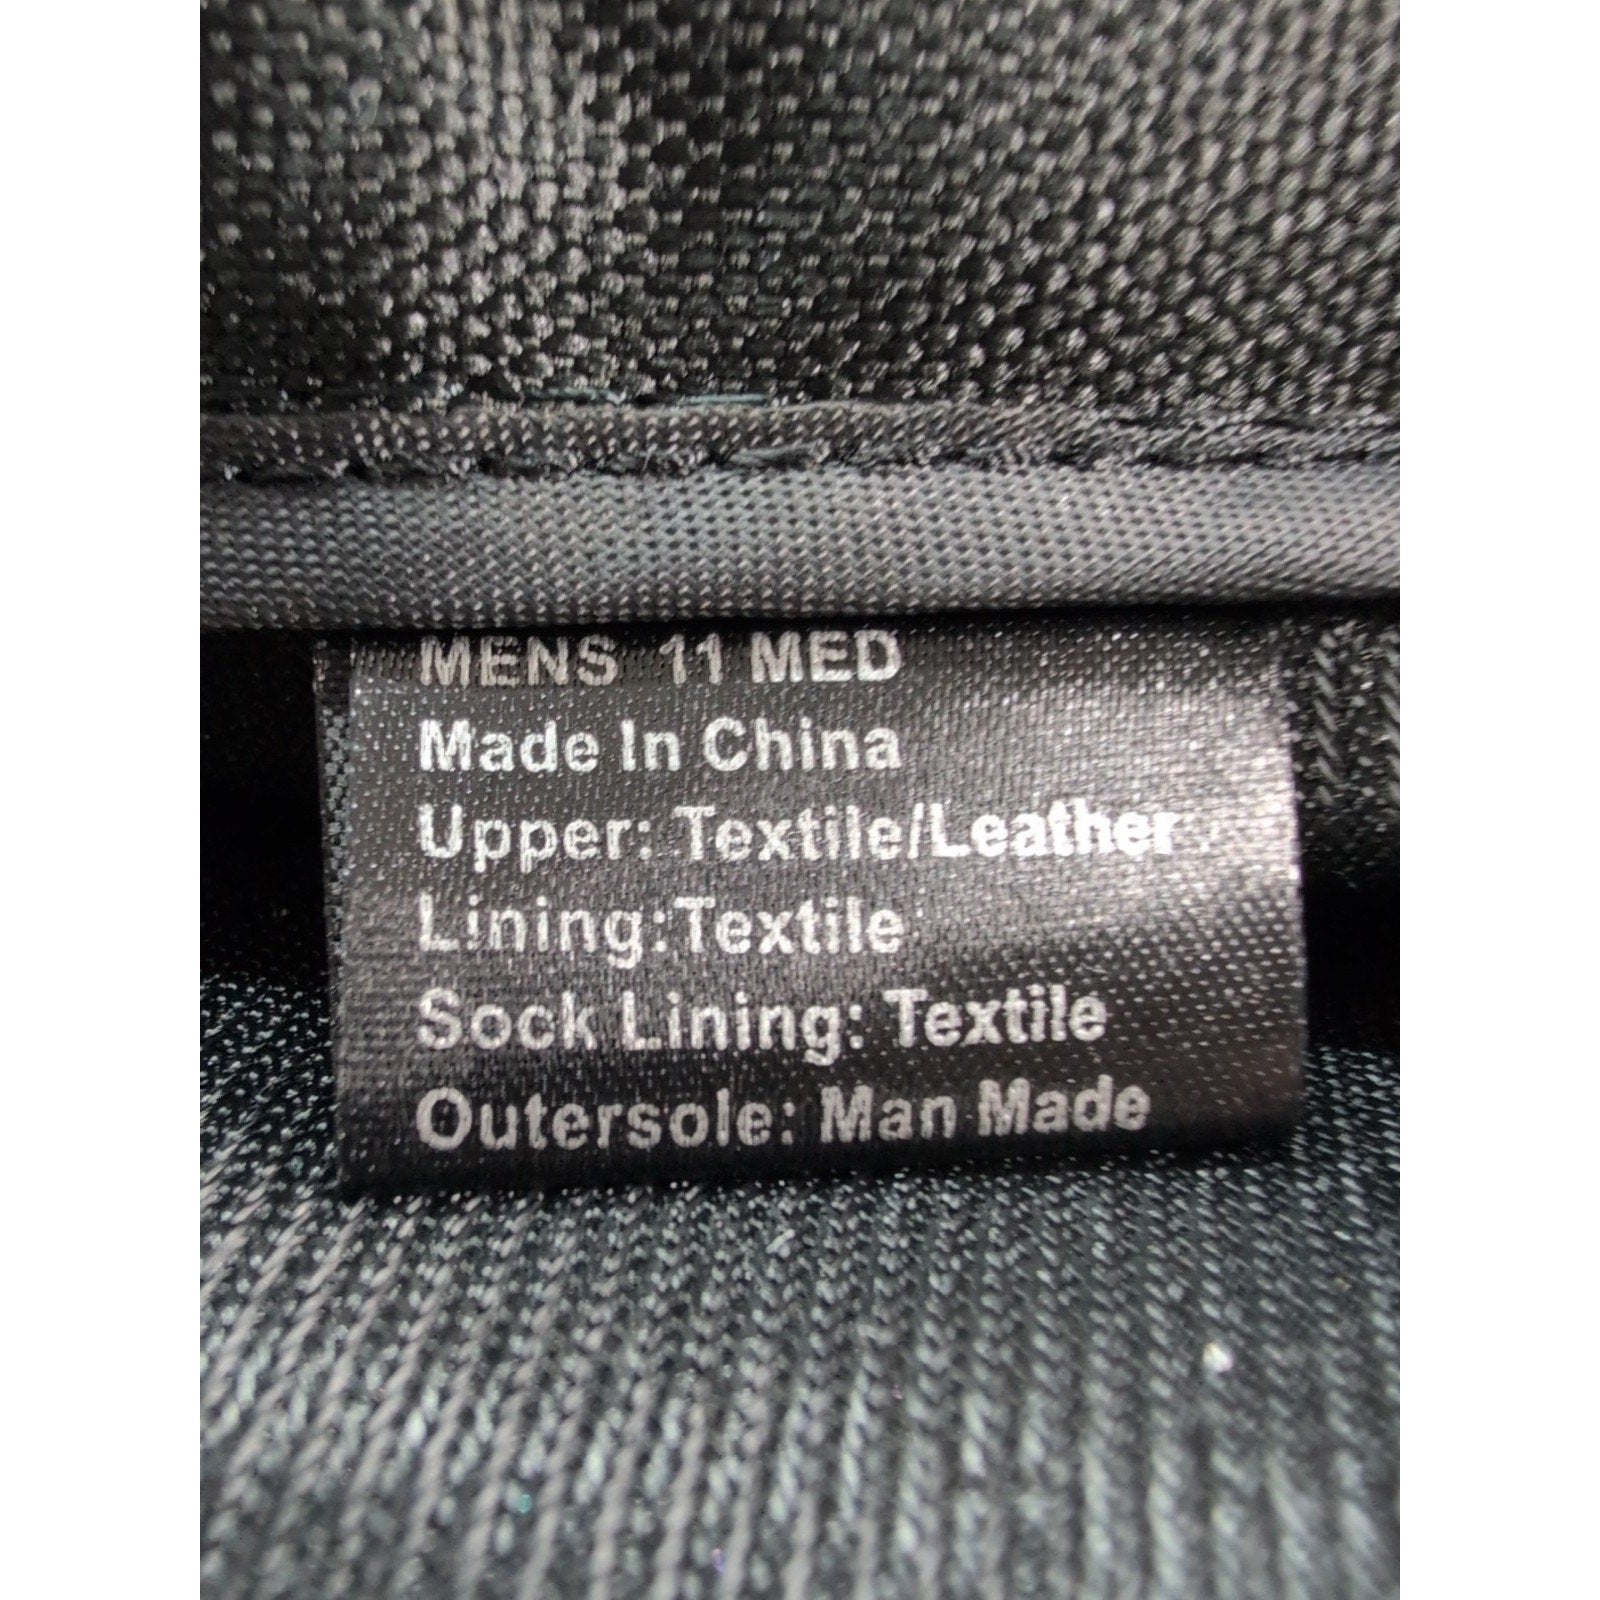 MENS 11 MED
Made In China
Upper: Textile/Leather
Lining:Textile
Sock Lining: Textile
Outersole: Man Made